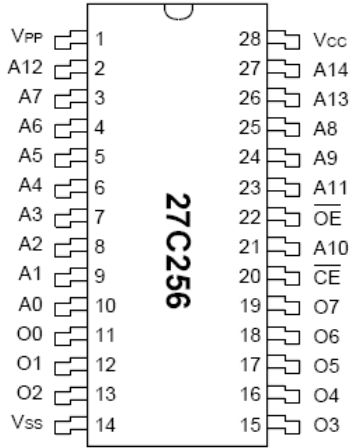 VPP 1 28 VCC
A12 2 27 A14
A7 3 26 A13
A6 4 25 A8
A5 5 24 A9
A4 6 23 A11
A3 7 22 O̅E̅
A2 8 21 A10
A1 9 20 C̅E̅
A0 10 19 O7
O0 11 18 O6
O1 12 17 O5
O2 13 16 O4
VSS 14 15 O3
27C256